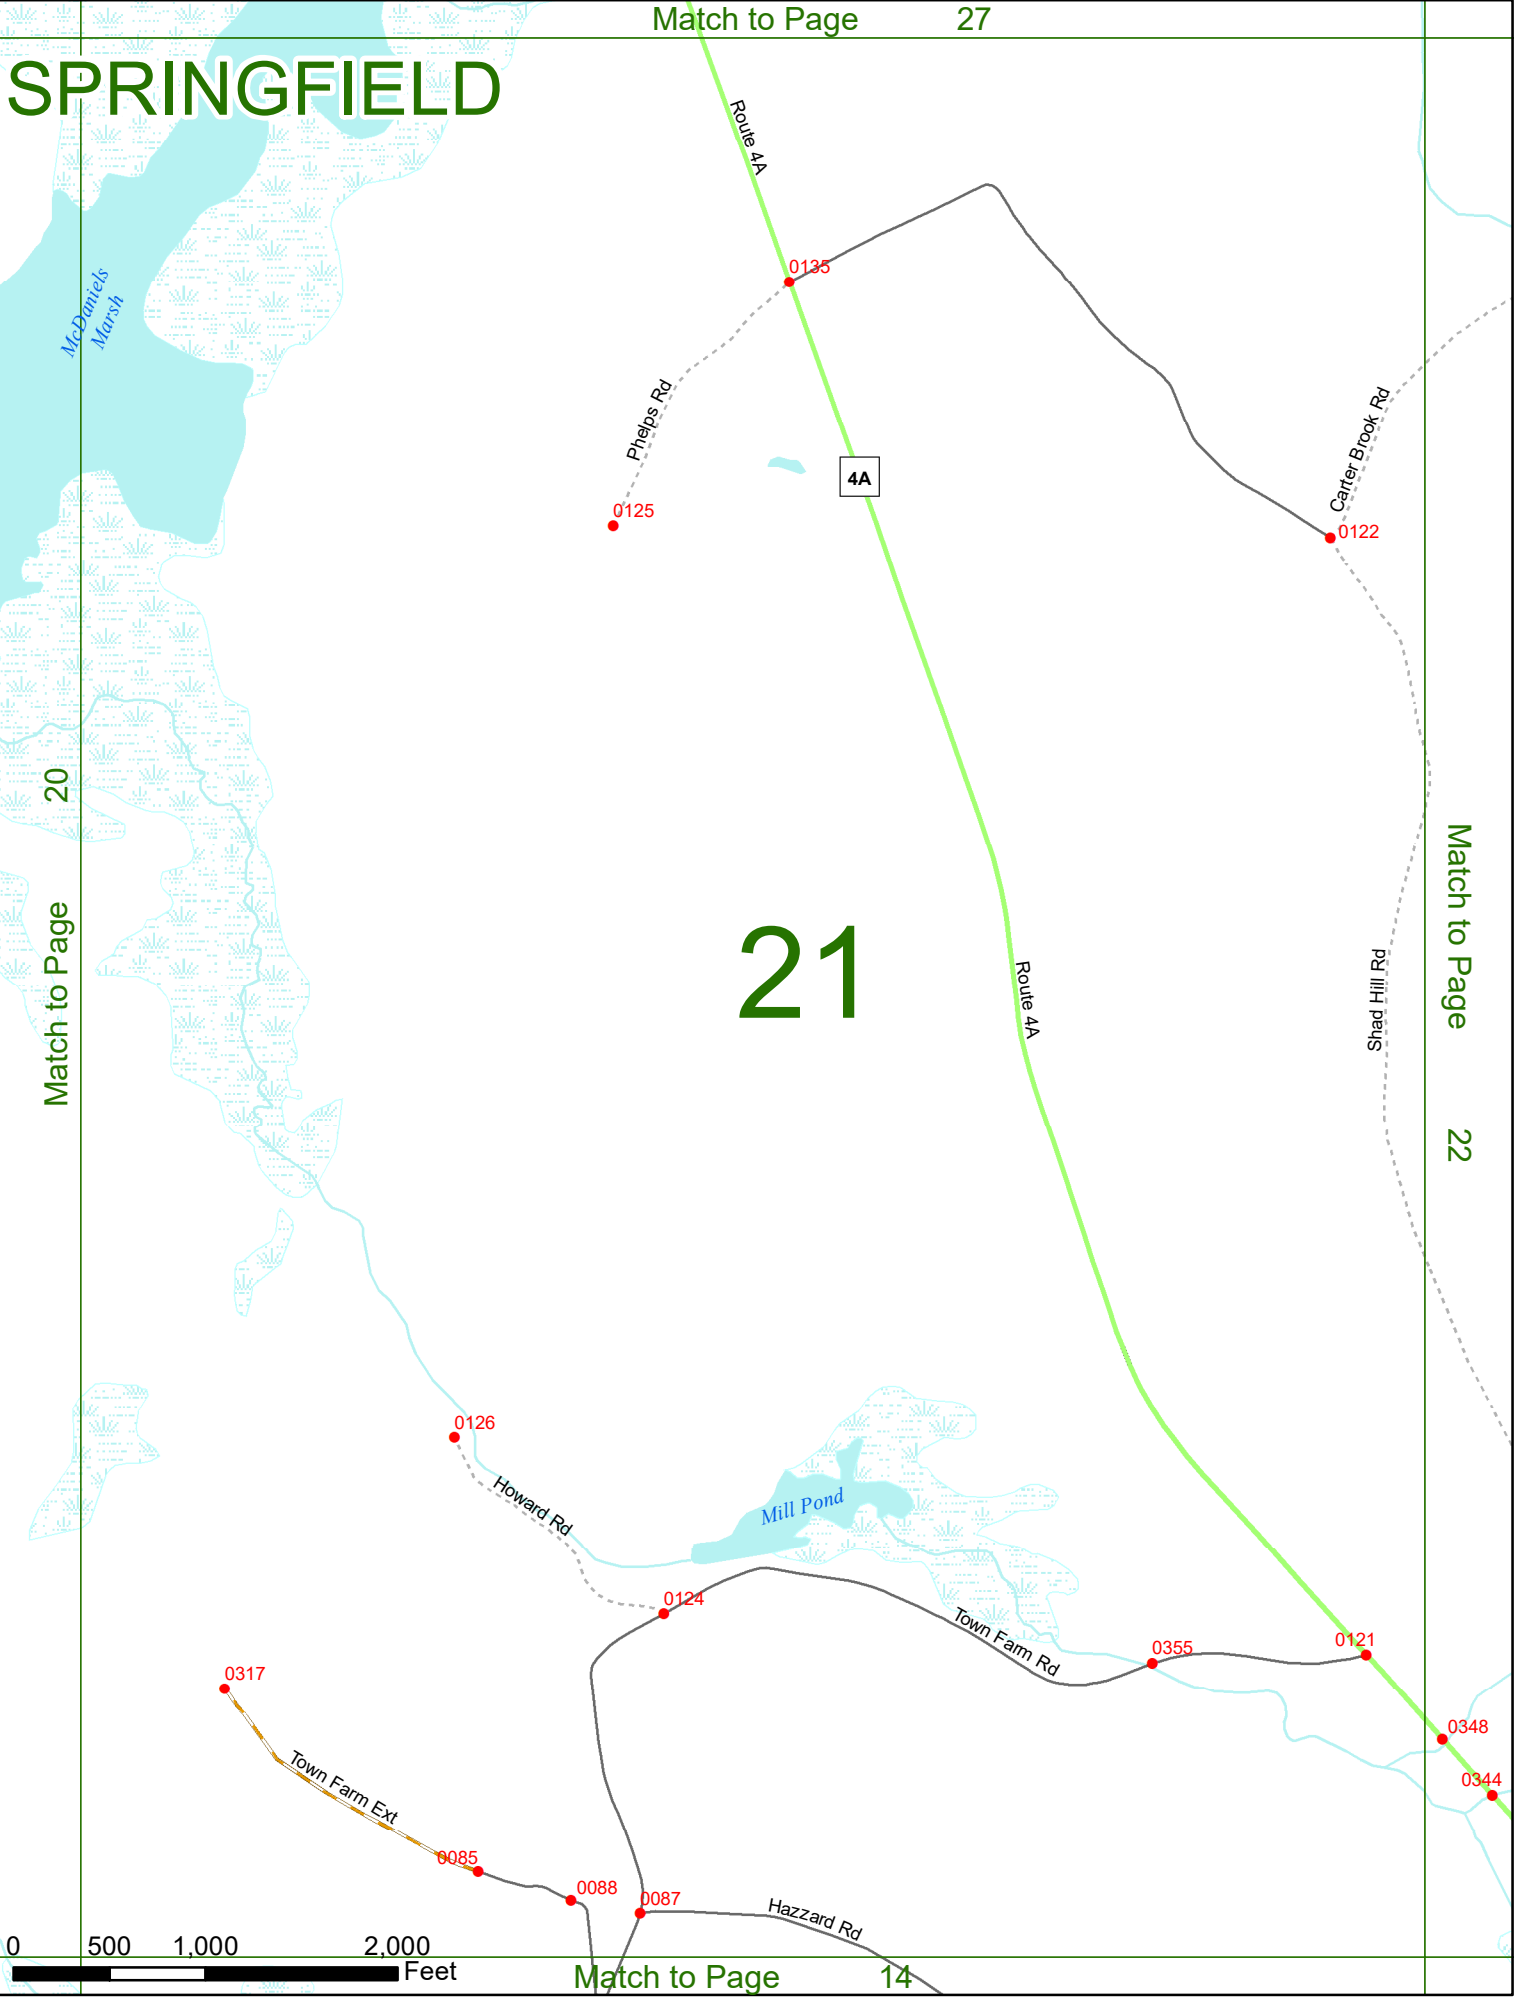 Match to Page 27
SPRINGFIELD
Route 4A
0135
McDaniels
Marsh
Phelps Rd
Carter Brook Rd
4A
0125
0122
Match to Page 20
Match to Page 22
21
Route 4A
Shad Hill Rd
0126
Howard Rd
Mill Pond
0124
Town Farm Rd
0355
0121
0317
0348
Town Farm Ext
0344
0085
0088
0087
Hazzard Rd
0 500 1,000 2,000
Feet
Match to Page 14